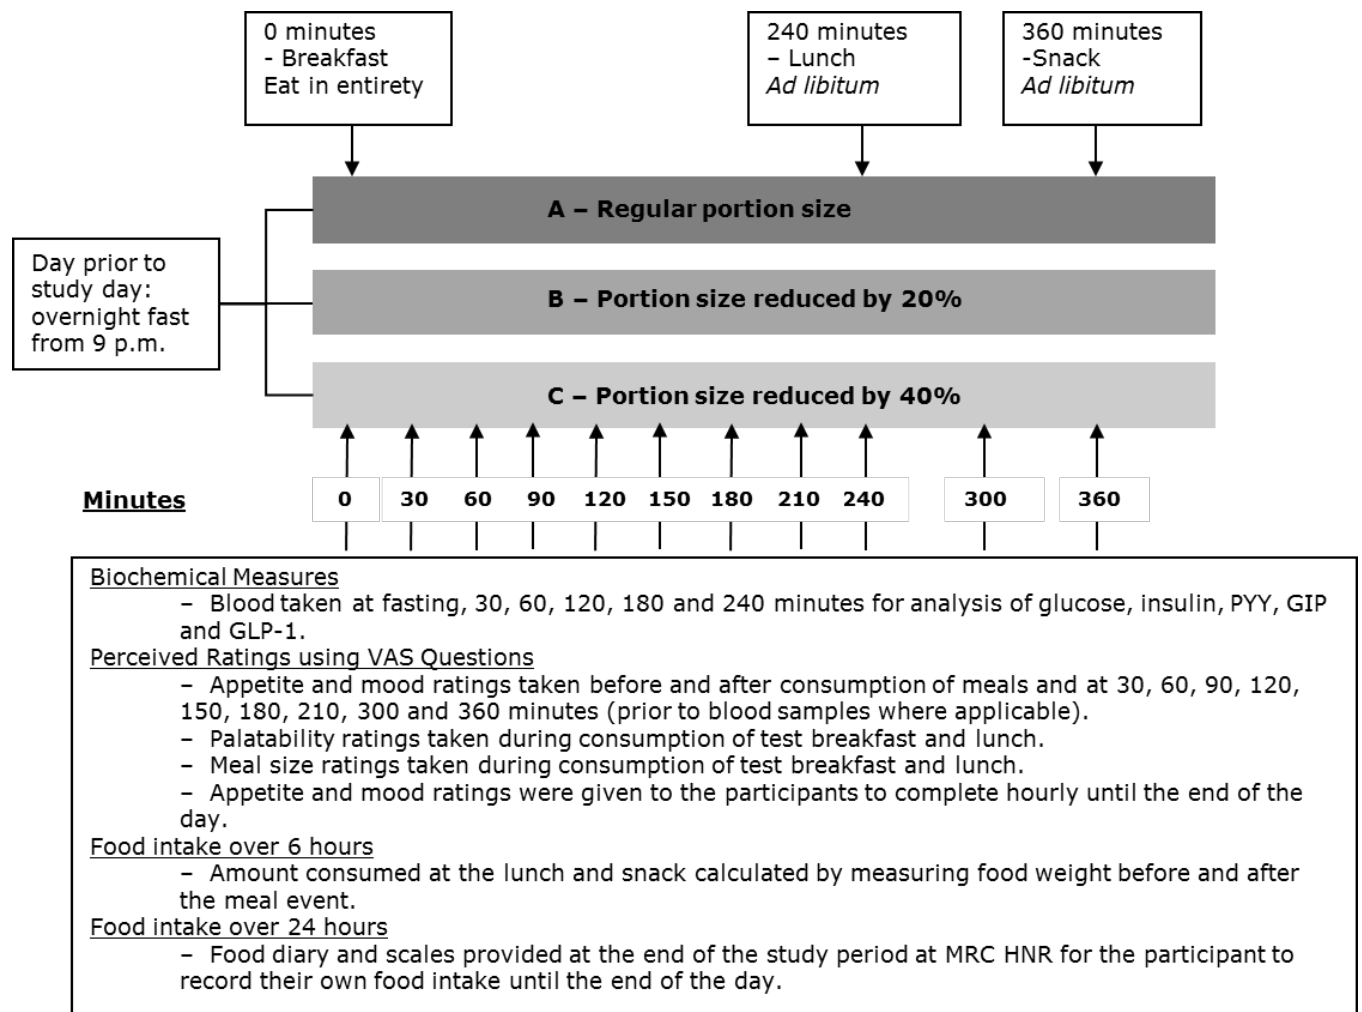 0 minutes
- Breakfast
Eat in entirety
240 minutes
– Lunch
Ad libitum
360 minutes
-Snack
Ad libitum
A – Regular portion size
Day prior to
study day:
overnight fast
from 9 p.m.
B – Portion size reduced by 20%
C – Portion size reduced by 40%
Minutes 0 30 60 90 120 150 180 210 240 300 360
Biochemical Measures
– Blood taken at fasting, 30, 60, 120, 180 and 240 minutes for analysis of glucose, insulin, PYY, GIP
and GLP-1.
Perceived Ratings using VAS Questions
– Appetite and mood ratings taken before and after consumption of meals and at 30, 60, 90, 120,
150, 180, 210, 300 and 360 minutes (prior to blood samples where applicable).
– Palatability ratings taken during consumption of test breakfast and lunch.
– Meal size ratings taken during consumption of test breakfast and lunch.
– Appetite and mood ratings were given to the participants to complete hourly until the end of the
day.
Food intake over 6 hours
– Amount consumed at the lunch and snack calculated by measuring food weight before and after
the meal event.
Food intake over 24 hours
– Food diary and scales provided at the end of the study period at MRC HNR for the participant to
record their own food intake until the end of the day.